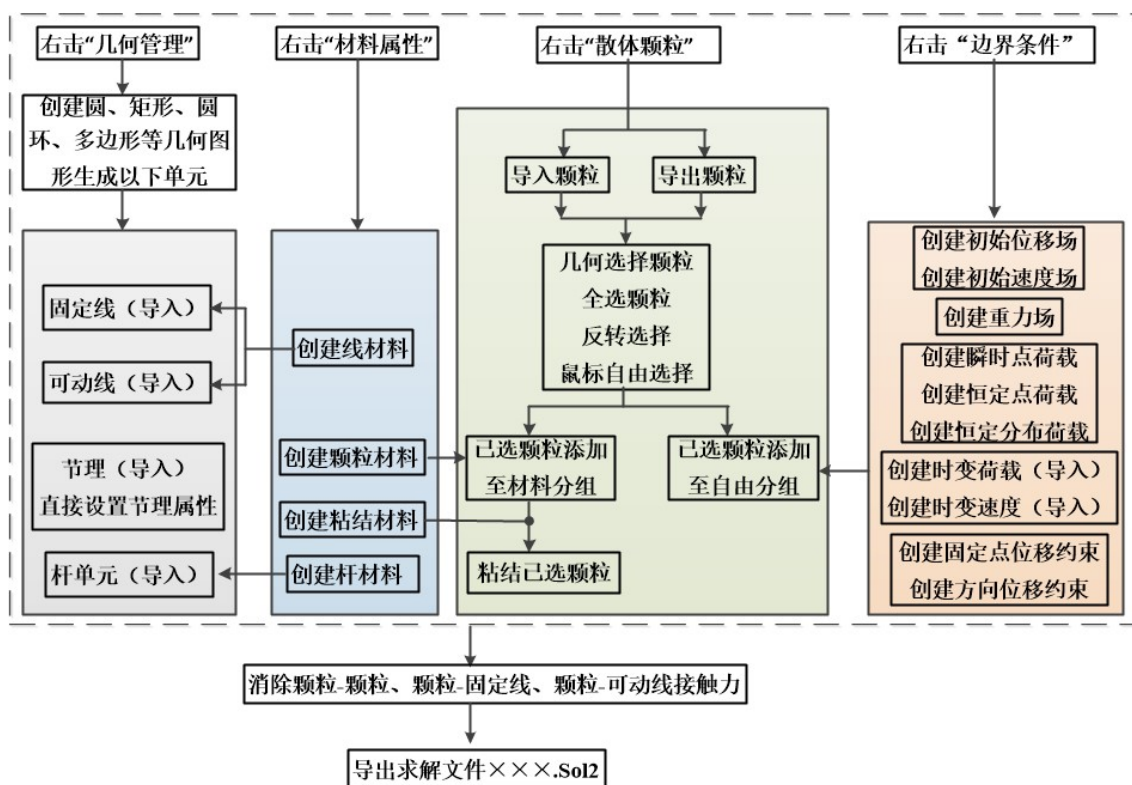 右击“几何管理”
创建圆、矩形、圆
环、多边形等几何图
形生成以下单元
固定线（导入）
可动线（导入）
节理（导入）
直接设置节理属性
杆单元（导入）
右击“材料属性”
创建线材料
创建颗粒材料
创建粘结材料
创建杆材料
右击“散体颗粒”
导入颗粒
导出颗粒
几何选择颗粒
全选颗粒
反转选择
鼠标自由选择
已选颗粒添加
至材料分组
已选颗粒添加
至自由分组
粘结已选颗粒
右击“边界条件”
创建初始位移场
创建初始速度场
创建重力场
创建瞬时点荷载
创建恒定点荷载
创建恒定分布荷载
创建时变荷载（导入）
创建时变速度（导入）
创建固定点位移约束
创建方向位移约束
消除颗粒-颗粒、颗粒-固定线、颗粒-可动线接触力
导出求解文件×××.Sol2